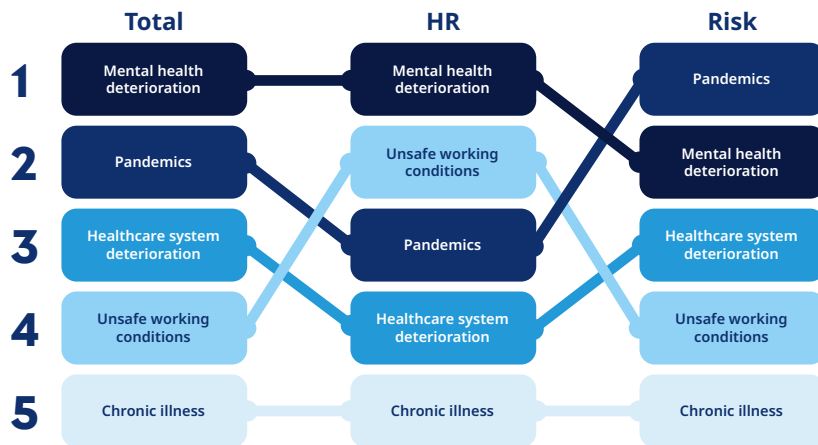 Total HR Risk
1
Mental health
deterioration
Mental health
deterioration
Pandemics
2
Pandemics
Unsafe working
conditions
Mental health
deterioration
3
Healthcare system
deterioration
Pandemics
Healthcare system
deterioration
4
Unsafe working
conditions
Healthcare system
deterioration
Unsafe working
conditions
5
Chronic illness
Chronic illness
Chronic illness